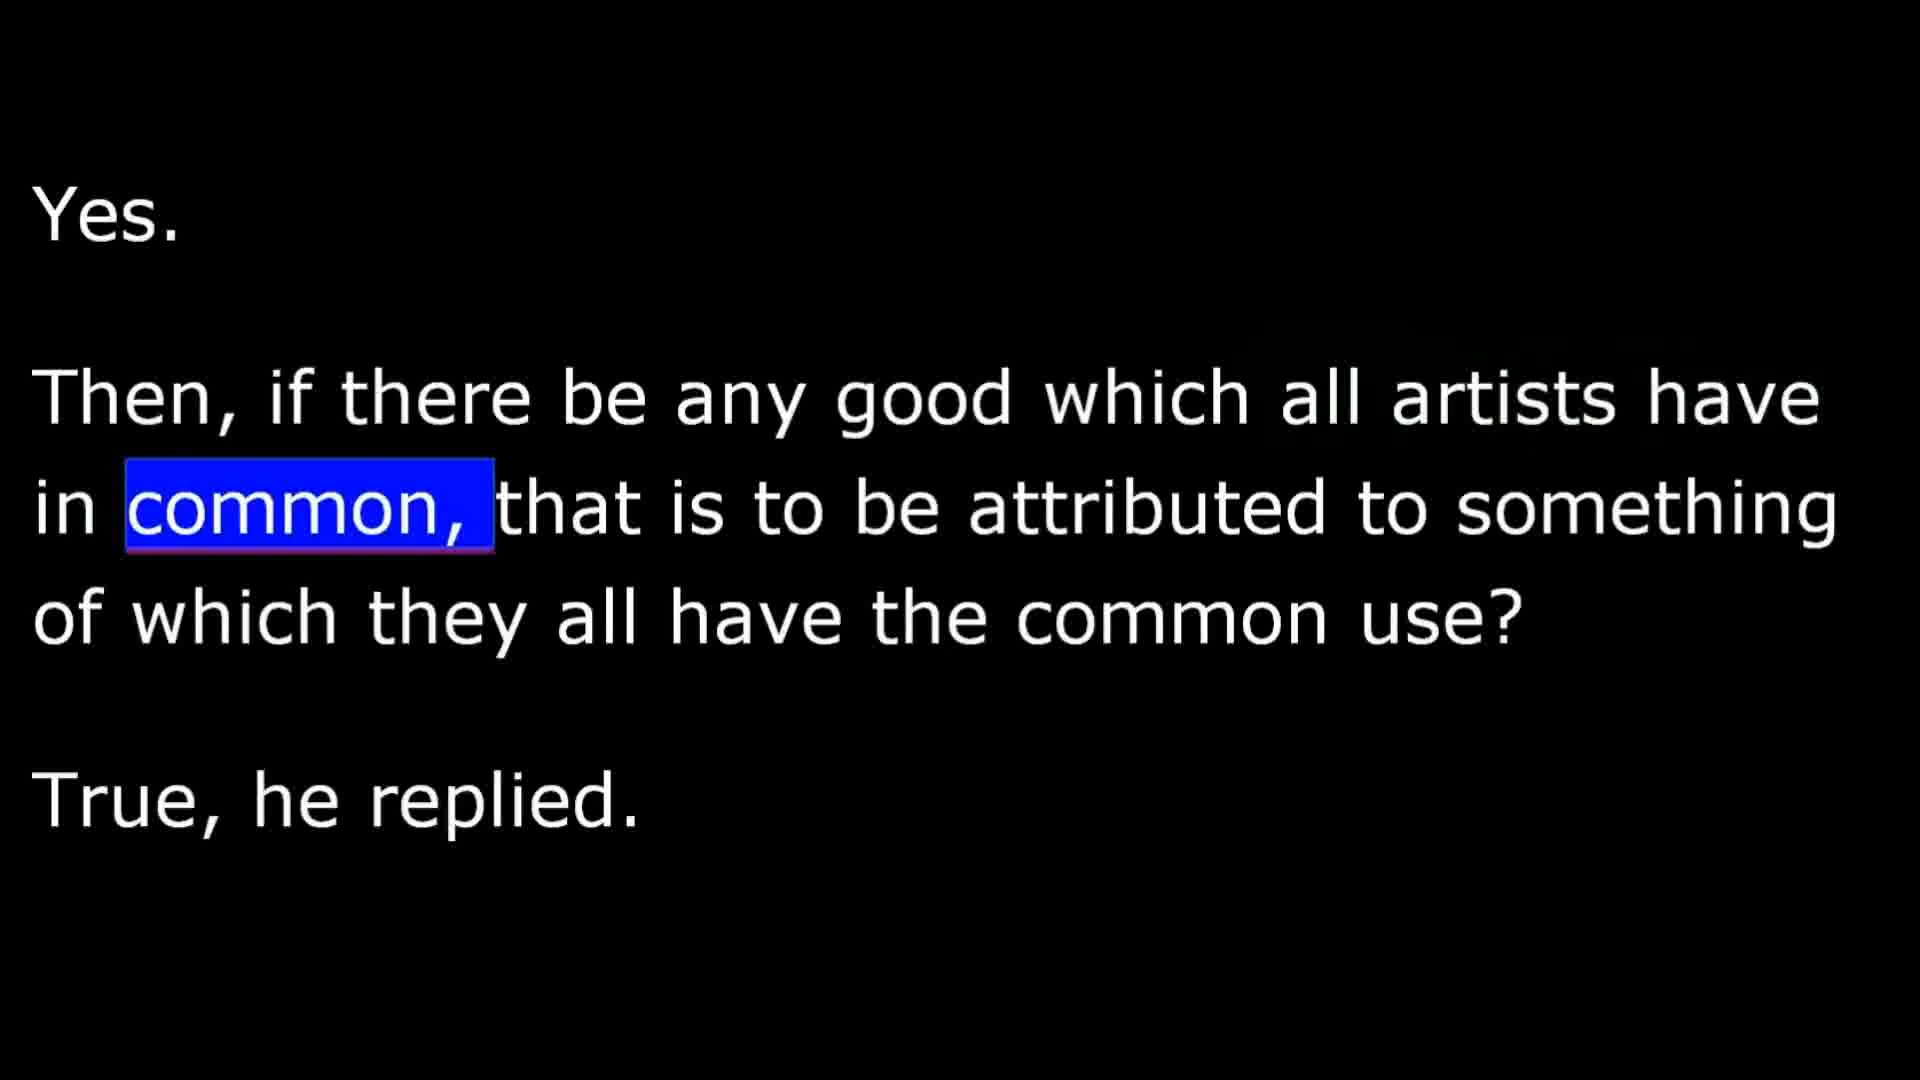 Yes.
Then, if there be any good which all artists have
in common, that is to be attributed to something
of which they all have the common use?
True, he replied.